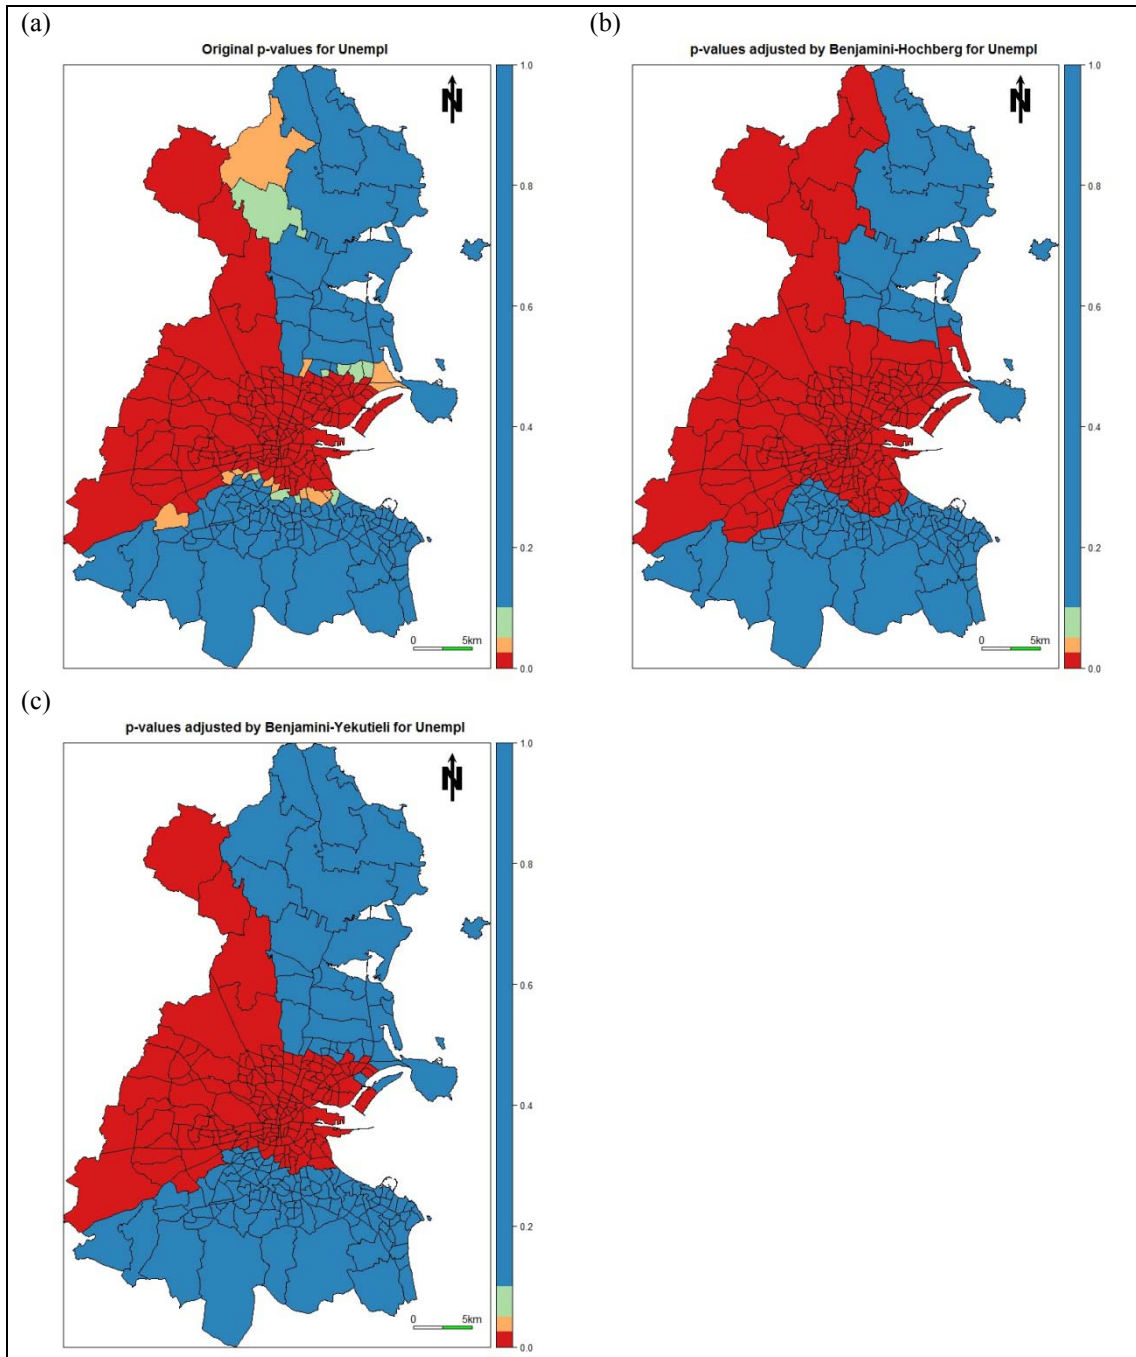 (a)
Original p-values for Unempl
N
1.0
0.8
0.6
0.4
0.2
0.0
0 5km
(b)
p-values adjusted by Benjamini-Hochberg for Unempl
N
1.0
0.8
0.6
0.4
0.2
0.0
0 5km
(c)
p-values adjusted by Benjamini-Yekutieli for Unempl
N
1.0
0.8
0.6
0.4
0.2
0.0
0 5km